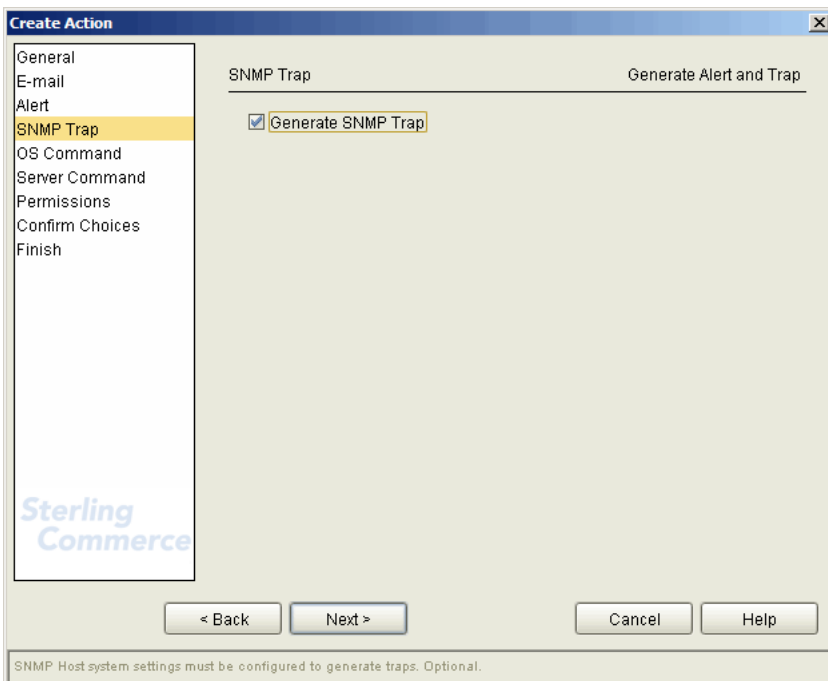 Create Action
General
E-mail
Alert
SNMP Trap
OS Command
Server Command
Permissions
Confirm Choices
Finish
Sterling
Commerce
SNMP Trap Generate Alert and Trap
Generate SNMP Trap
< Back Next > Cancel Help
SNMP Host system settings must be configured to generate traps. Optional.